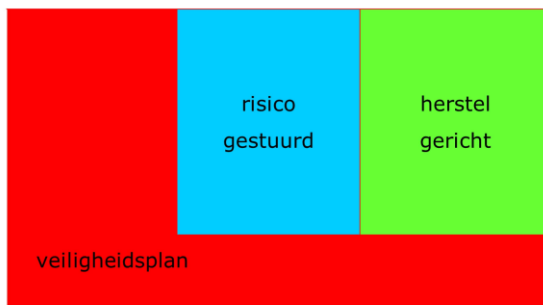 risico
gestuurd
herstel
gericht
veiligheidsplan